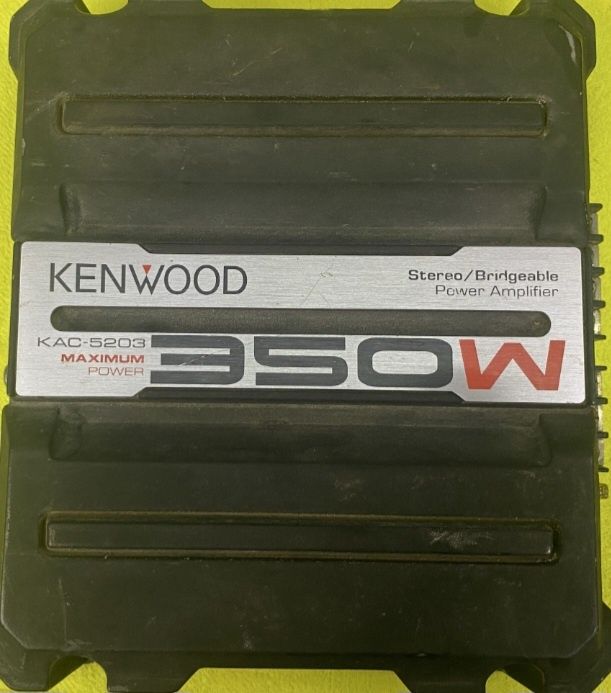 KENWOOD
Stereo/Bridgeable
Power Amplifier
KAC-5203
MAXIMUM
POWER
350W